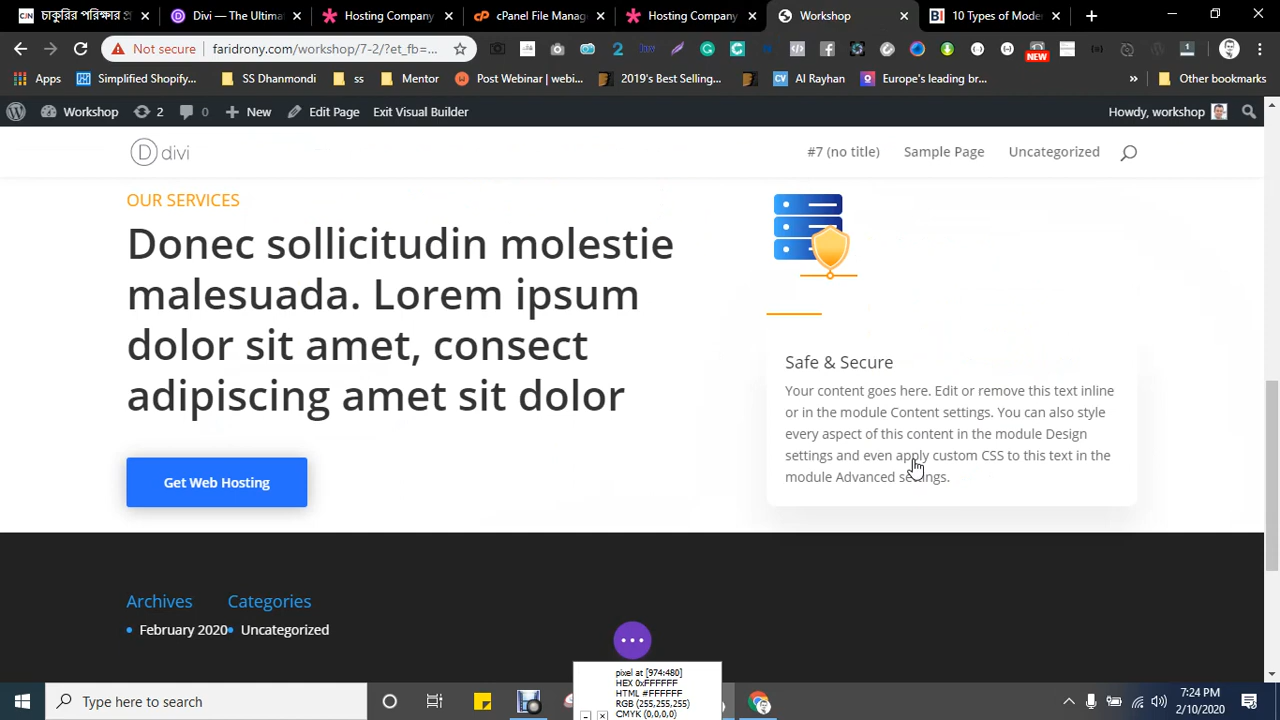 চাকুরির পরীক্ষার প্
Divi — The Ultima
Hosting Company
cPanel File Manag
Hosting Company
Workshop
10 Types of Mode
Not secure
faridrony.com/workshop/7-2/?et_fb=...
NEW
Apps
Simplified Shopify...
SS Dhanmondi
ss
Mentor
Post Webinar | webi...
2019's Best Selling...
Al Rayhan
Europe's leading br...
»
Other bookmarks
Workshop
2
0
New
Edit Page
Exit Visual Builder
Howdy, workshop
D divi
#7 (no title)
Sample Page
Uncategorized
OUR SERVICES
Donec sollicitudin molestie
malesuada. Lorem ipsum
dolor sit amet, consect
adipiscing amet sit dolor
Get Web Hosting
Safe & Secure
Your content goes here. Edit or remove this text inline
or in the module Content settings. You can also style
every aspect of this content in the module Design
settings and even apply custom CSS to this text in the
module Advanced settings.
Archives
Categories
February 2020
Uncategorized
pixel at [974:480]
HEX 0xFFFFFF
HTML #FFFFFF
RGB (255,255,255)
CMYK (0,0,0,0)
Type here to search
7:24 PM
2/10/2020